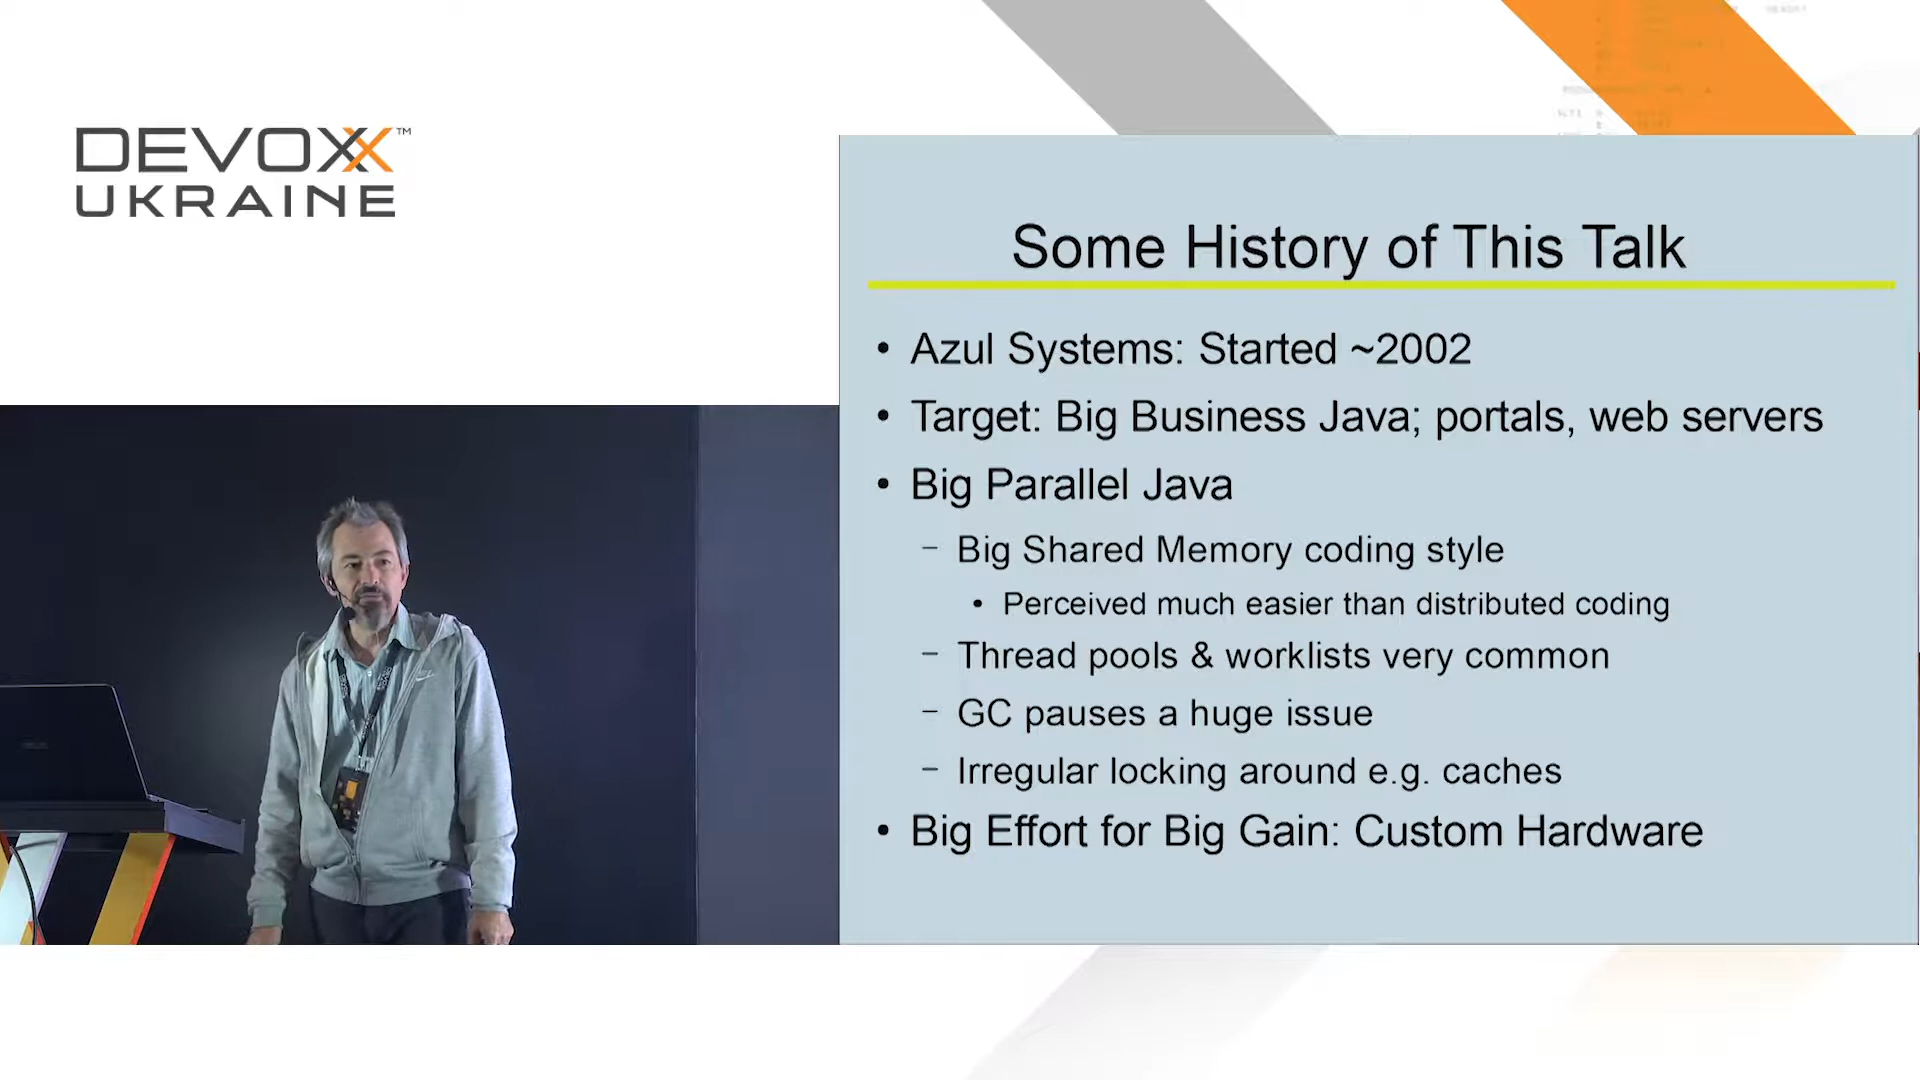 DEVOXX™
UKRAINE
Some History of This Talk
• Azul Systems: Started ~2002
• Target: Big Business Java; portals, web servers
• Big Parallel Java
– Big Shared Memory coding style
• Perceived much easier than distributed coding
– Thread pools & worklists very common
– GC pauses a huge issue
– Irregular locking around e.g. caches
• Big Effort for Big Gain: Custom Hardware